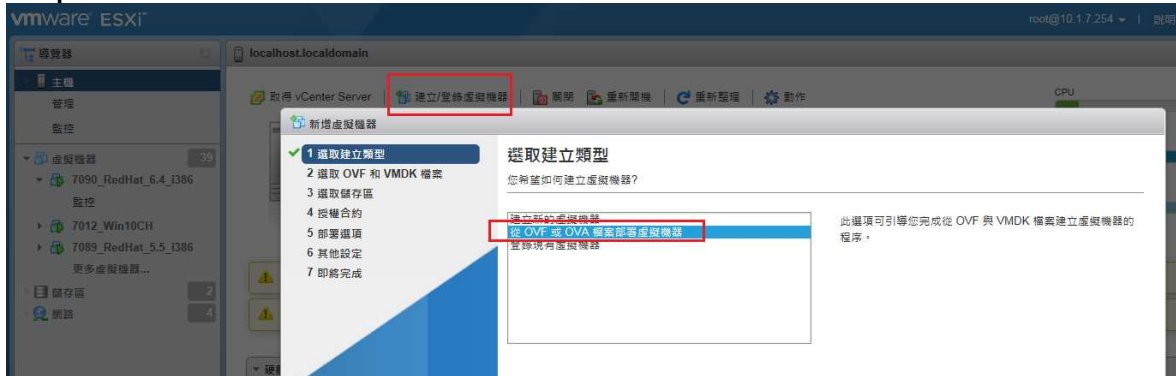 vmware ESXi™
root@10.1.7.254 | 說明
導覽器
localhost.localdomain
主機
管理
監控
取得 vCenter Server | 建立/登錄虛擬機器 | 關閉 重新開機 | 重新整理 | 動作
CPU
新增虛擬機器
虛擬機器 39
7090_RedHat_6.4_i386
監控
7012_Win10CH
7089_RedHat_5.5_i386
更多虛擬機器...
儲存區 2
網路 4
1 選取建立類型
2 選取 OVF 和 VMDK 檔案
3 選取儲存區
4 授權合約
5 部署選項
6 其他設定
7 即將完成
選取建立類型
您希望如何建立虛擬機器?
建立新的虛擬機器
從 OVF 或 OVA 檔案部署虛擬機器
登錄現有虛擬機器
此選項可引導您完成從 OVF 與 VMDK 檔案建立虛擬機器的
程序。